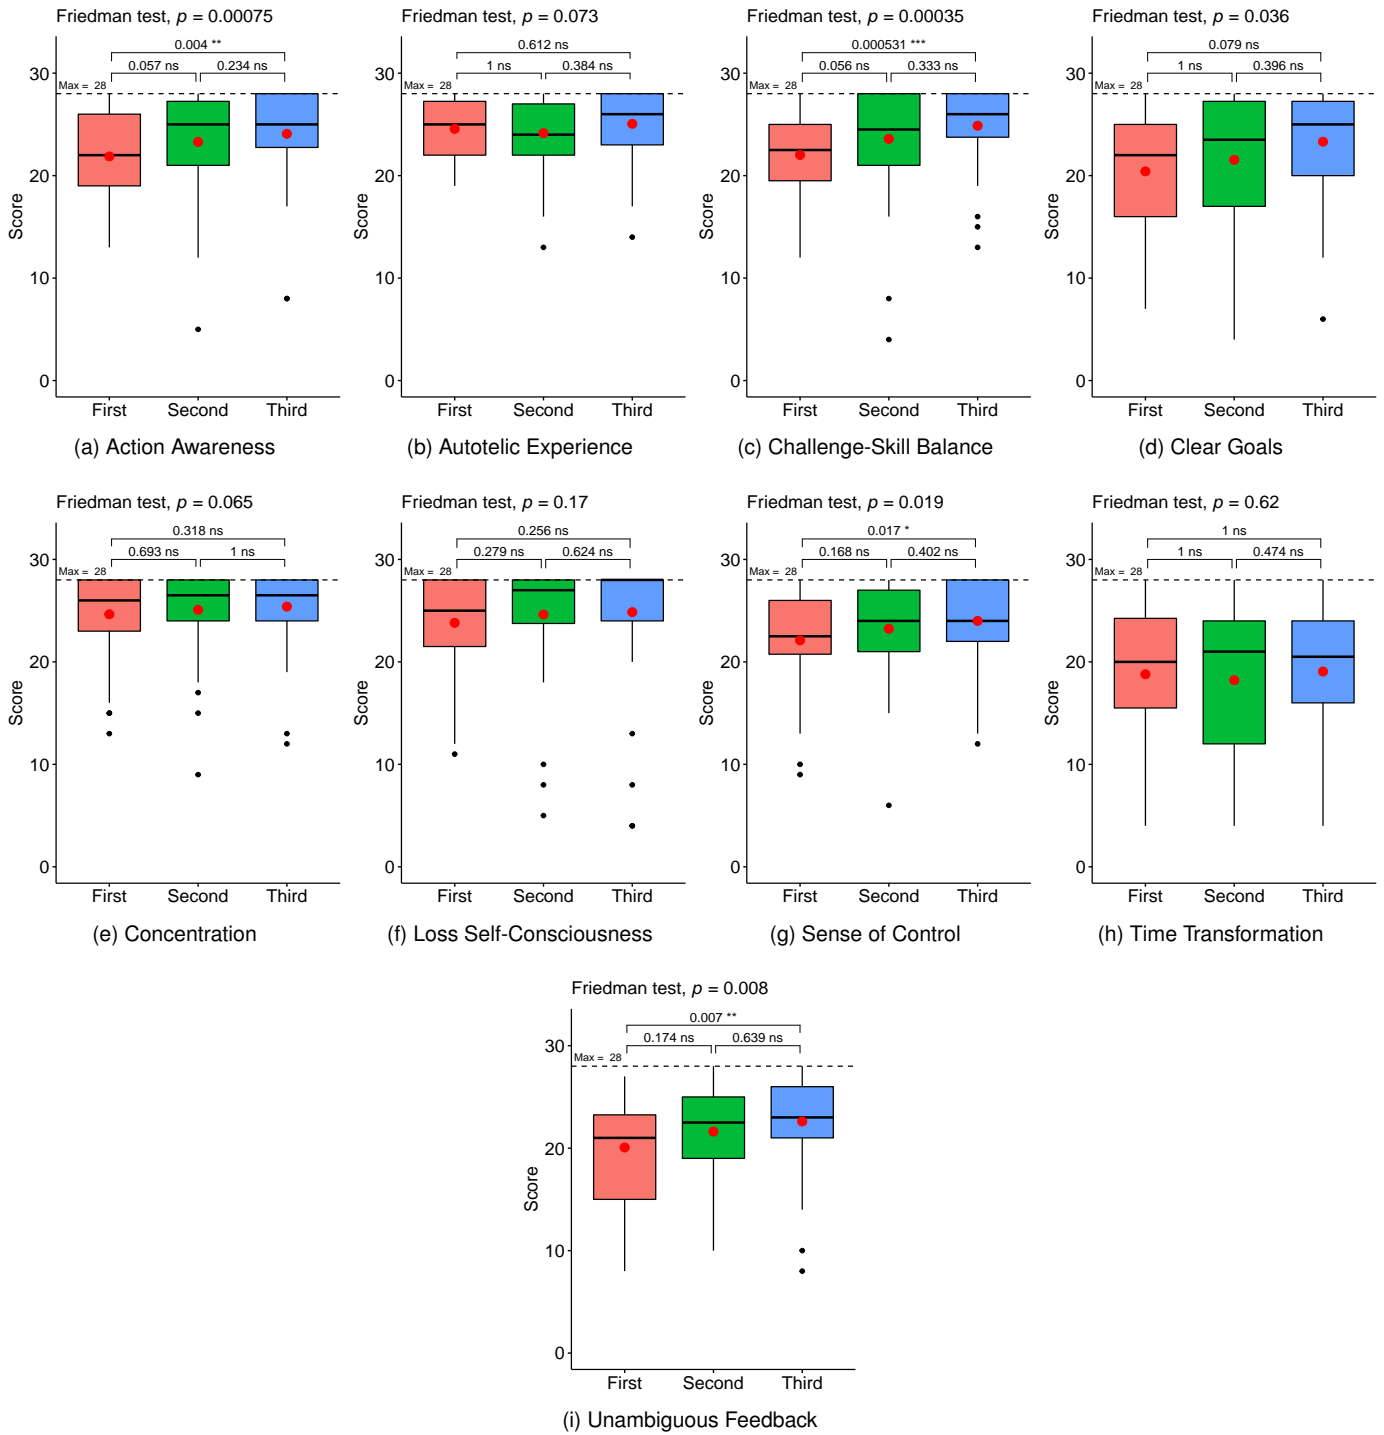 Friedman test, p = 0.00075
0.004 **
0.057 ns 0.234 ns
Max = 28
30
20
10
0
Score
First Second Third
(a) Action Awareness
Friedman test, p = 0.073
0.612 ns
1 ns 0.384 ns
Max = 28
30
20
10
0
Score
First Second Third
(b) Autotelic Experience
Friedman test, p = 0.00035
0.000531 ***
0.056 ns 0.333 ns
Max = 28
30
20
10
0
Score
First Second Third
(c) Challenge-Skill Balance
Friedman test, p = 0.036
0.079 ns
1 ns 0.396 ns
Max = 28
30
20
10
0
Score
First Second Third
(d) Clear Goals
Friedman test, p = 0.065
0.318 ns
0.693 ns 1 ns
Max = 28
30
20
10
0
Score
First Second Third
(e) Concentration
Friedman test, p = 0.17
0.256 ns
0.279 ns 0.624 ns
Max = 28
30
20
10
0
Score
First Second Third
(f) Loss Self-Consciousness
Friedman test, p = 0.019
0.017 *
0.168 ns 0.402 ns
Max = 28
30
20
10
0
Score
First Second Third
(g) Sense of Control
Friedman test, p = 0.62
1 ns
1 ns 0.474 ns
Max = 28
30
20
10
0
Score
First Second Third
(h) Time Transformation
Friedman test, p = 0.008
0.007 **
0.174 ns 0.639 ns
Max = 28
30
20
10
0
Score
First Second Third
(i) Unambiguous Feedback